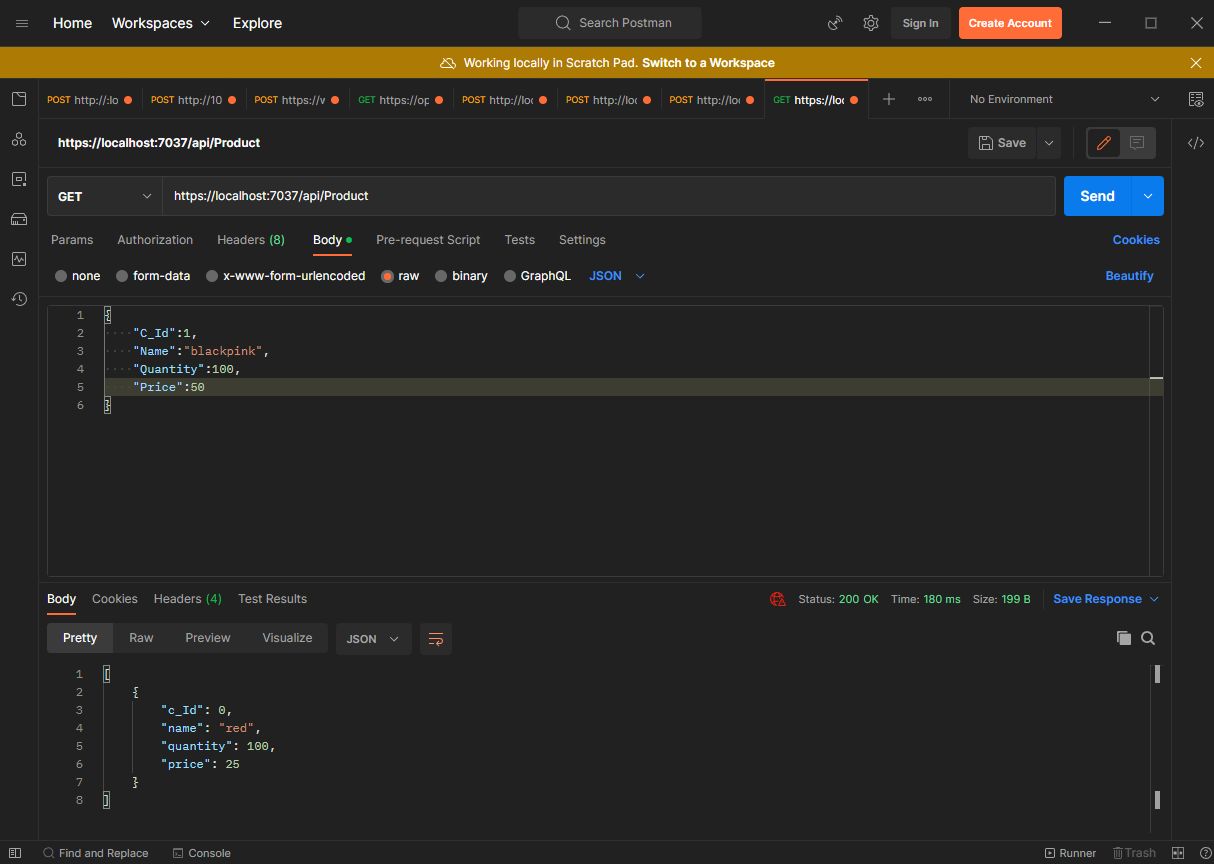 Home Workspaces Explore Search Postman Sign In Create Account
Working locally in Scratch Pad. Switch to a Workspace
POST http://:lo POST http://10 POST https://w GET https://op POST http://loc POST http://loc POST http://loc GET https://loc No Environment
https://localhost:7037/api/Product Save
GET https://localhost:7037/api/Product Send
Params Authorization Headers (8) Body Pre-request Script Tests Settings Cookies
none form-data x-www-form-urlencoded raw binary GraphQL JSON Beautify
1 {
2 "C_Id":1,
3 "Name":"blackpink",
4 "Quantity":100,
5 "Price":50
6 }
Body Cookies Headers (4) Test Results Status: 200 OK Time: 180 ms Size: 199 B Save Response
Pretty Raw Preview Visualize JSON
1 [
2 {
3 "c_Id": 0,
4 "name": "red",
5 "quantity": 100,
6 "price": 25
7 }
8 ]
Find and Replace Console Runner Trash